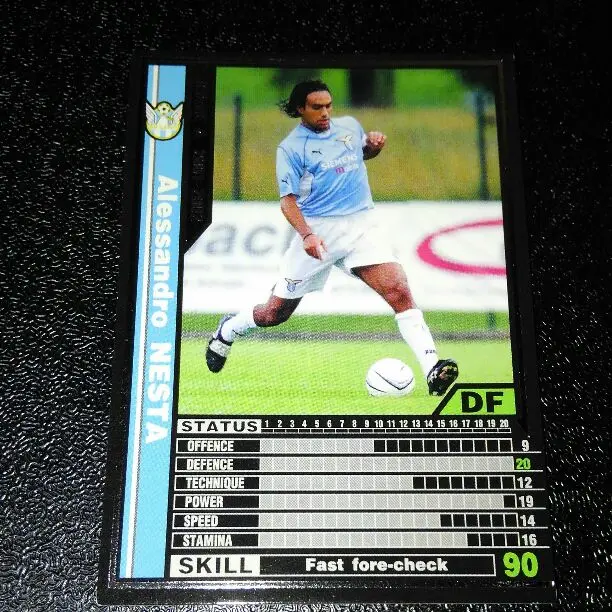 Alessandro NESTA
SIEMENS
DF
STATUS 1 2 3 4 5 6 7 8 9 10 11 12 13 14 15 16 17 18 19 20
OFFENCE 9
DEFENCE 20
TECHNIQUE 12
POWER 19
SPEED 14
STAMINA 16
SKILL Fast fore-check 90